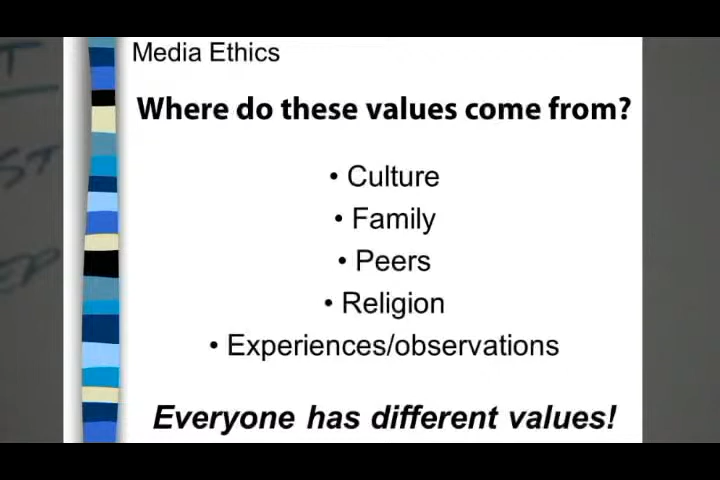 Media Ethics
Where do these values come from?
• Culture
• Family
• Peers
• Religion
• Experiences/observations
Everyone has different values!